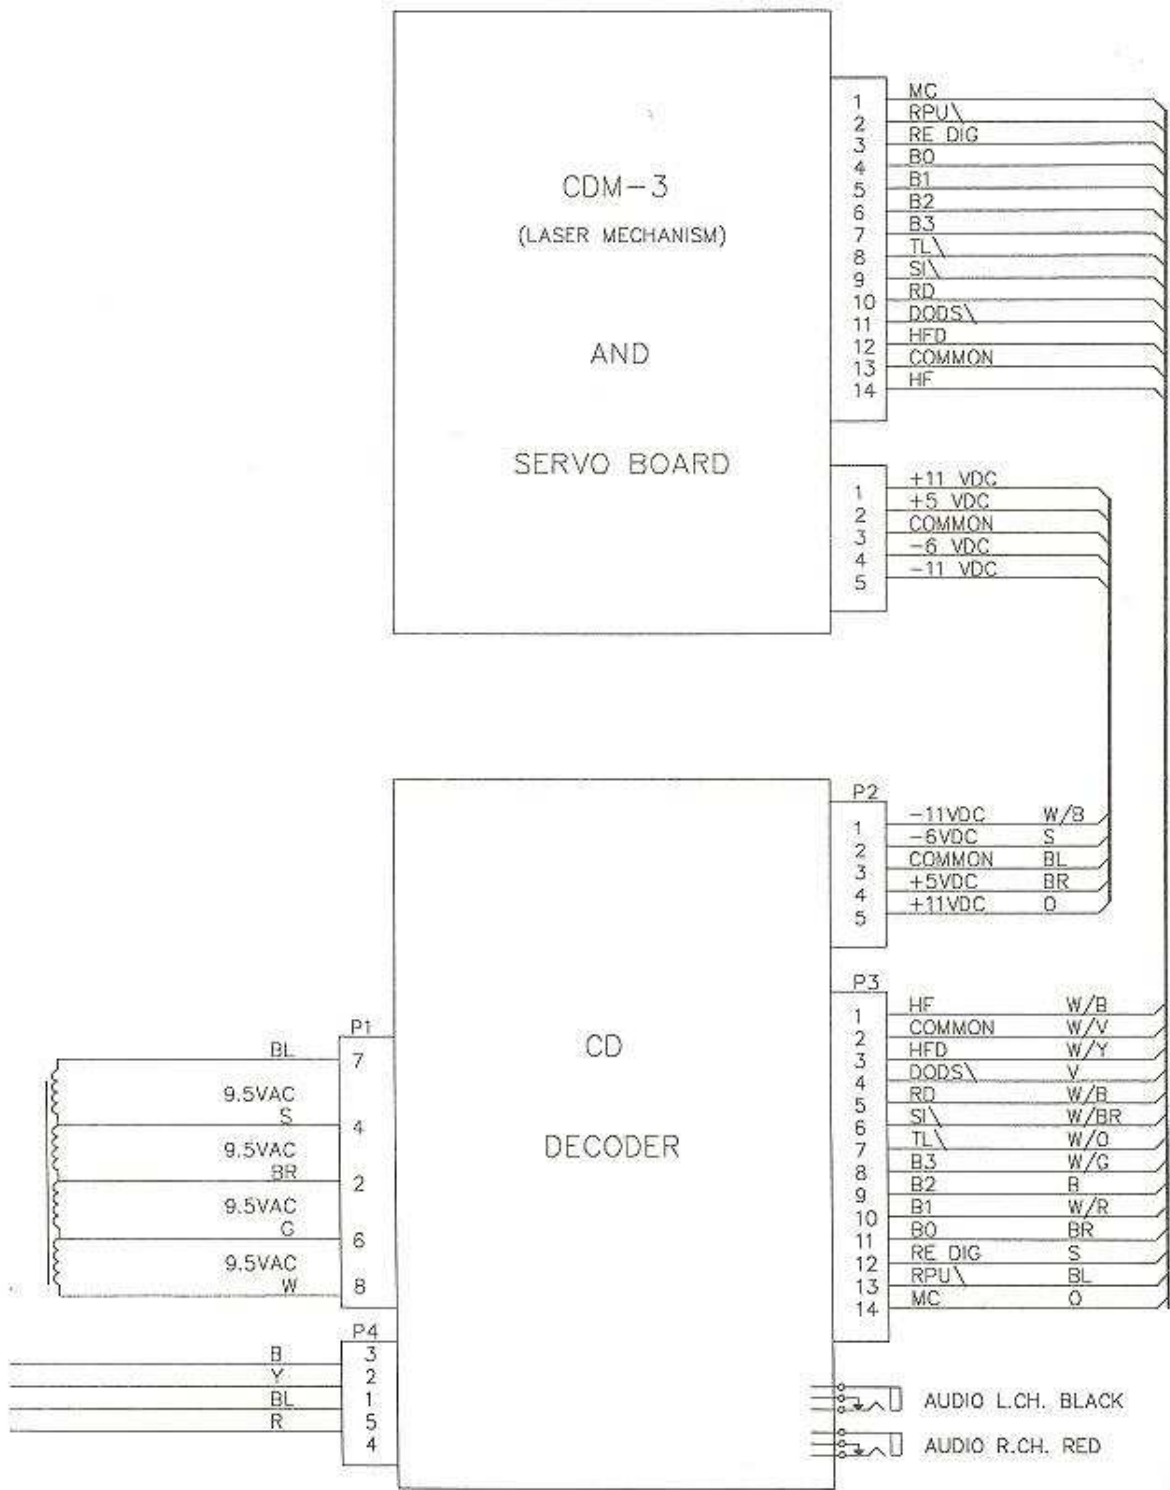 CDM-3
(LASER MECHANISM)
AND
SERVO BOARD
1 MC
2 RPU\
3 RE DIG
4 B0
5 B1
6 B2
7 B3
8 TL\
9 SI\
10 RD
11 DODS\
12 HFD
13 COMMON
14 HF
1 +11 VDC
2 +5 VDC
3 COMMON
4 -6 VDC
5 -11 VDC
CD
DECODER
P2
1 -11VDC W/B
2 -6VDC S
3 COMMON BL
4 +5VDC BR
5 +11VDC O
P3
1 HF W/B
2 COMMON W/V
3 HFD W/Y
4 DODS\ V
5 RD W/B
6 SI\ W/BR
7 TL\ W/O
8 B3 W/G
9 B2 B
10 B1 W/R
11 B0 BR
12 RE DIG S
13 RPU\ BL
14 MC O
P1
BL 7
9.5VAC
S 4
9.5VAC
BR 2
9.5VAC
G 6
9.5VAC
W 8
P4
B 3
Y 2
BL 1
R 5
4
AUDIO L.CH. BLACK
AUDIO R.CH. RED